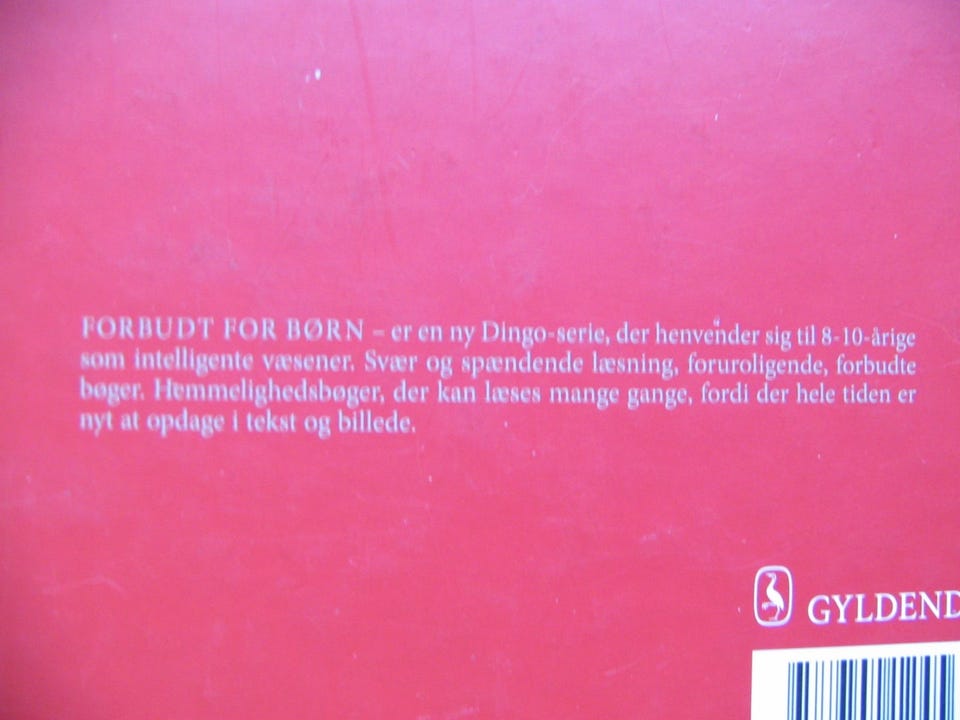 FORBUDT FOR BØRN – er en ny Dingo-serie, der henvender sig til 8-10-årige
som intelligente væsener. Svær og spændende læsning, foruroligende, forbudte
bøger. Hemmelighedsbøger, der kan læses mange gange, fordi der hele tiden er
nyt at opdage i tekst og billede.
GYLDEND